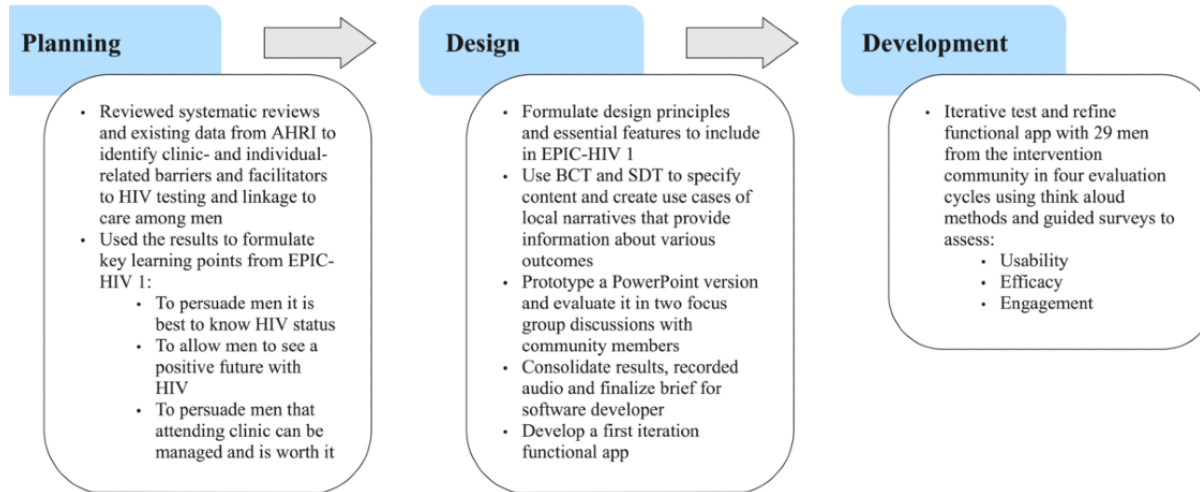 Planning
• Reviewed systematic reviews
and existing data from AHRI to
identify clinic- and individual-
related barriers and facilitators
to HIV testing and linkage to
care among men
• Used the results to formulate
key learning points from EPIC-
HIV 1:
• To persuade men it is
best to know HIV status
• To allow men to see a
positive future with
HIV
• To persuade men that
attending clinic can be
managed and is worth it
Design
• Formulate design principles
and essential features to include
in EPIC-HIV 1
• Use BCT and SDT to specify
content and create use cases of
local narratives that provide
information about various
outcomes
• Prototype a PowerPoint version
and evaluate it in two focus
group discussions with
community members
• Consolidate results, recorded
audio and finalize brief for
software developer
• Develop a first iteration
functional app
Development
• Iterative test and refine
functional app with 29 men
from the intervention
community in four evaluation
cycles using think aloud
methods and guided surveys to
assess:
• Usability
• Efficacy
• Engagement